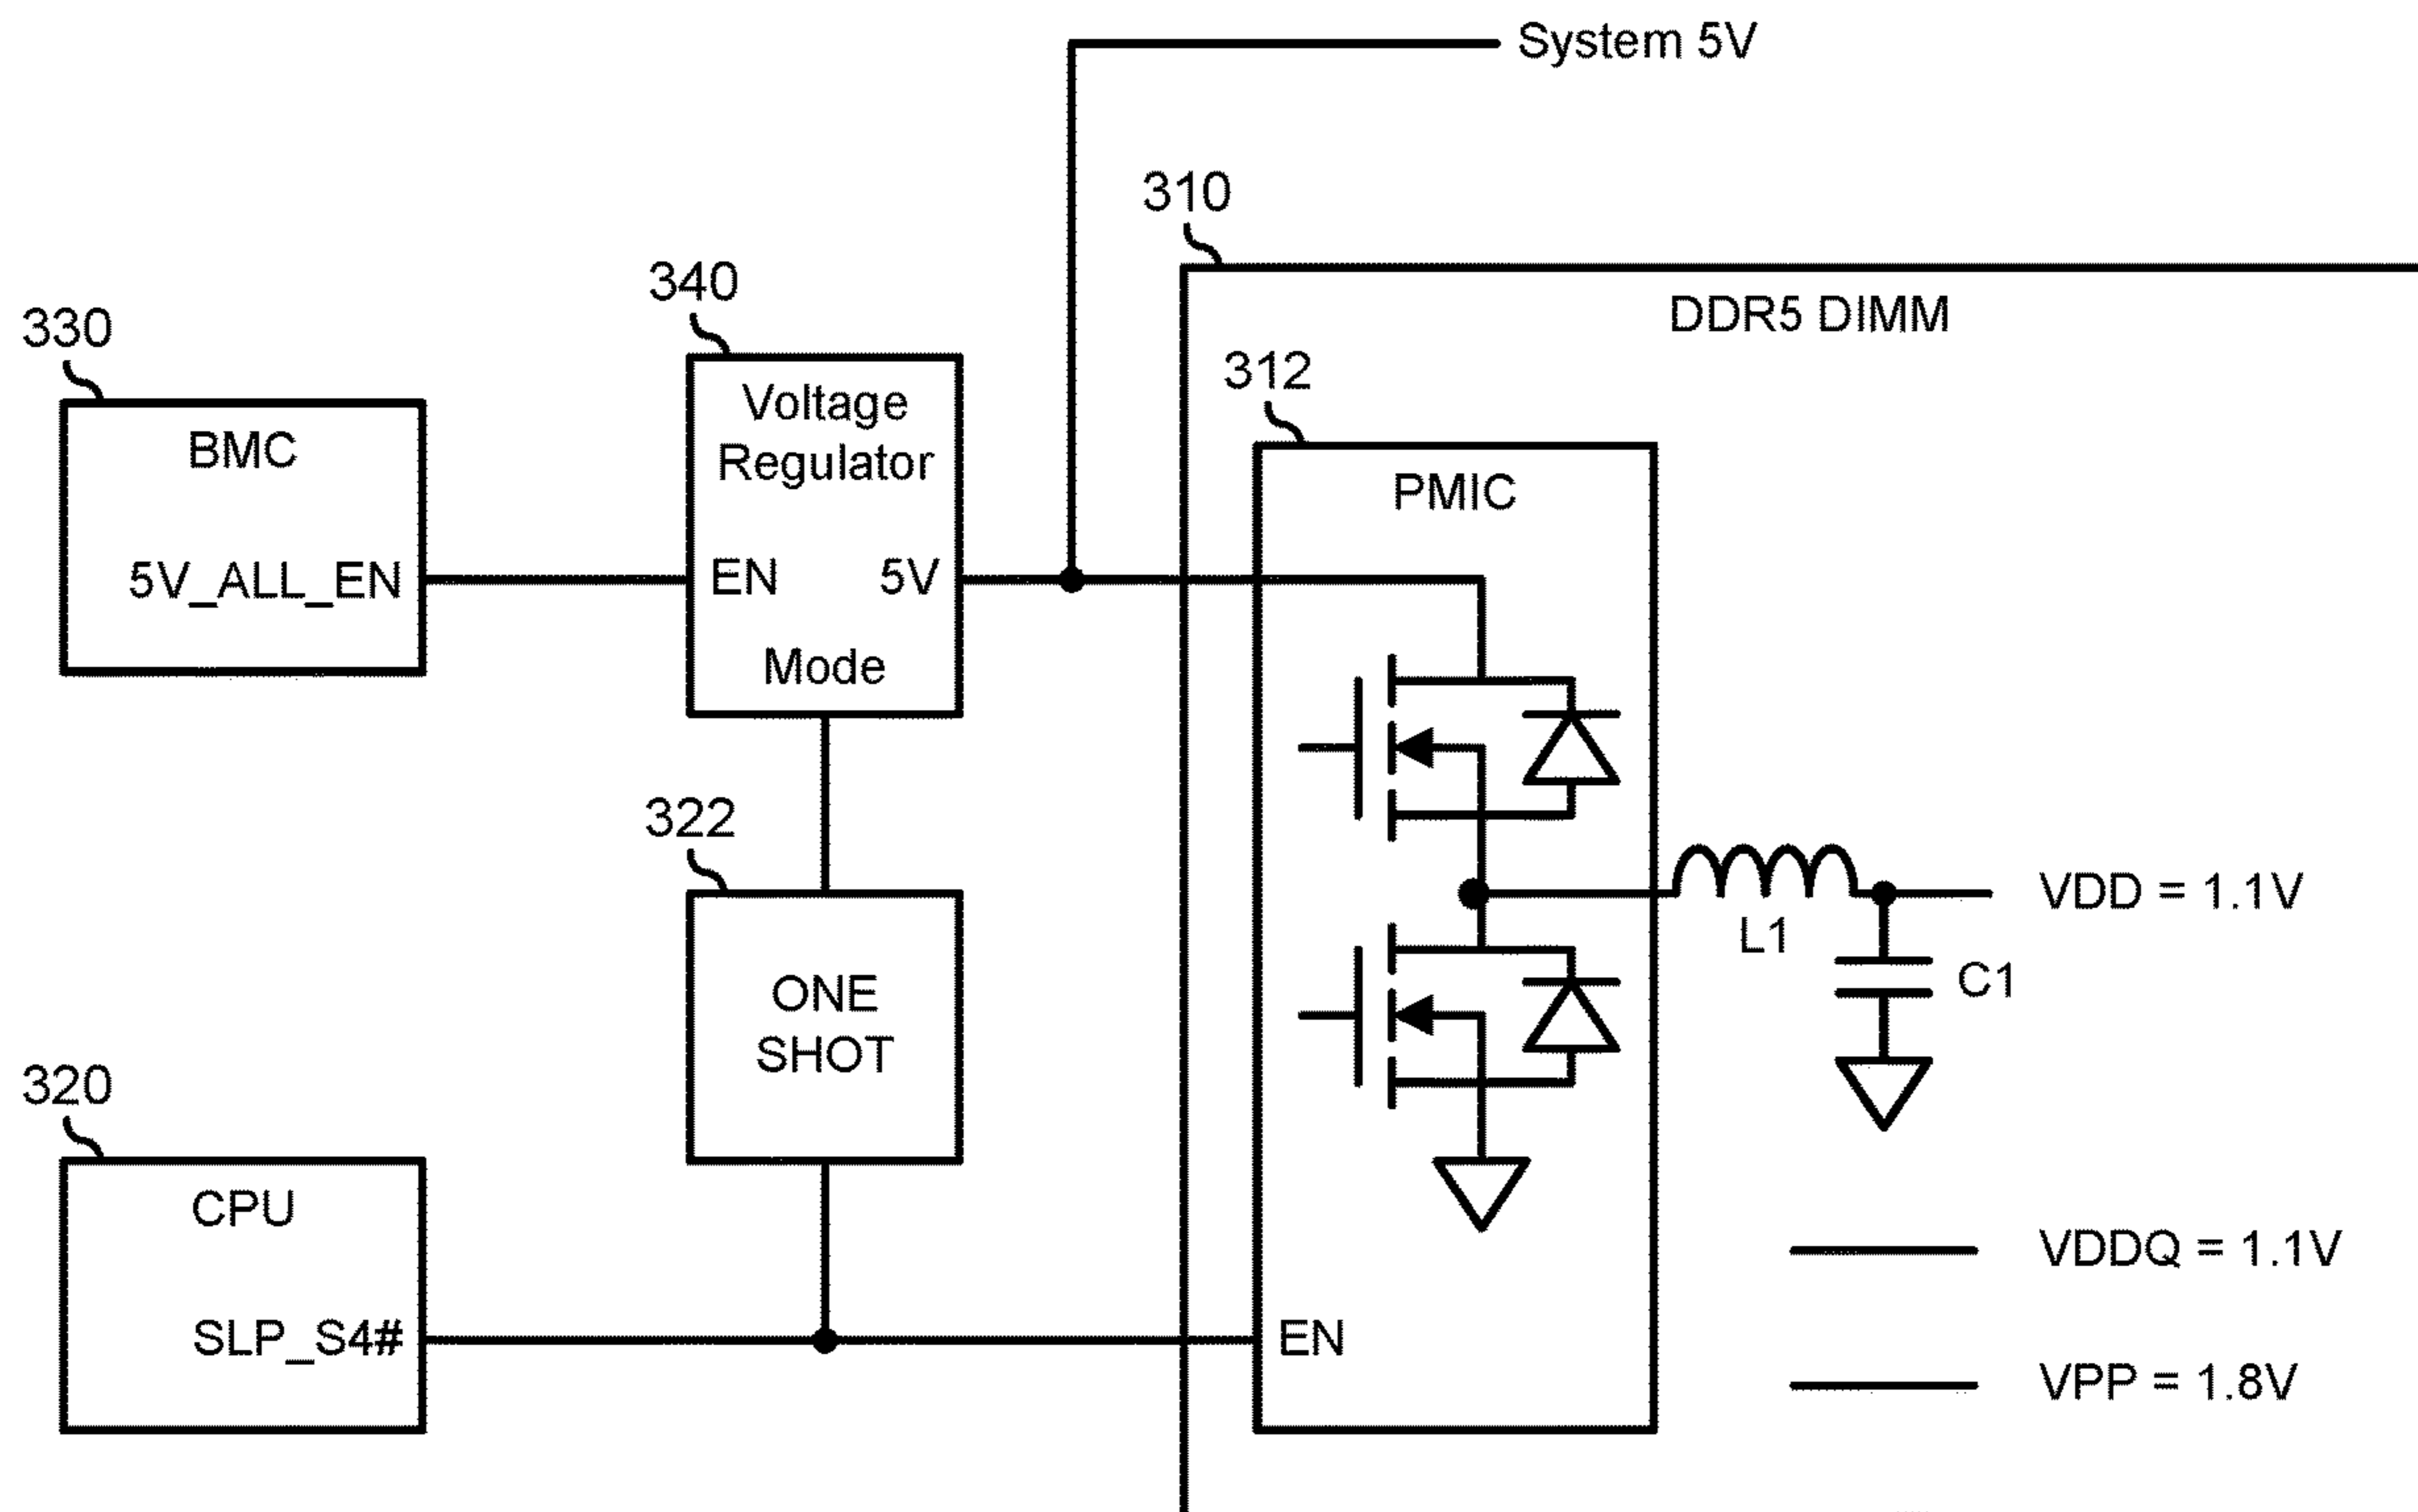 System 5V
310
DDR5 DIMM
340
330
312
Voltage
Regulator
BMC
PMIC
5V_ALL_EN
EN
5V
Mode
322
VDD = 1.1V
L1
C1
ONE
SHOT
320
CPU
VDDQ = 1.1V
SLP_S4#
EN
VPP = 1.8V